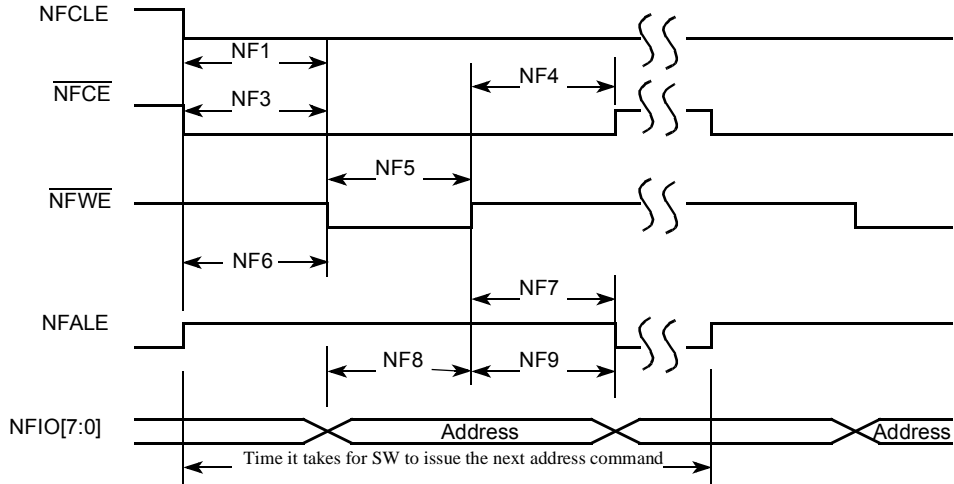 NFCLE
NF1
NF4
NFCE
NF3
NF5
NFWE
NF6
NF7
NFALE
NF8
NF9
NFIO[7:0]
Address
Address
Time it takes for SW to issue the next address command